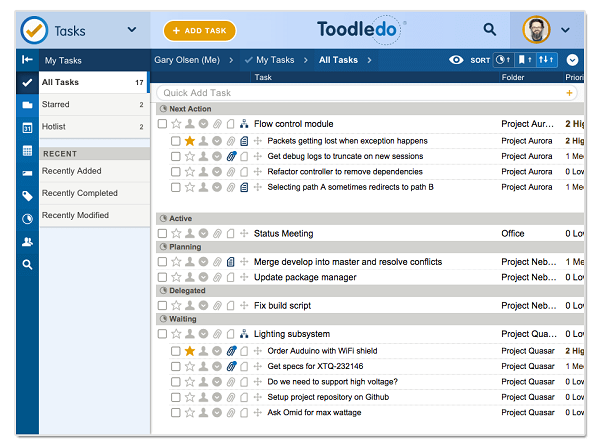 Tasks
+ ADD TASK
Toodledo
My Tasks
Gary Olsen (Me) > ✓ My Tasks > All Tasks >
SORT
All Tasks 17
Starred 2
Hotlist 2
RECENT
Recently Added
Recently Completed
Recently Modified
31
Task Folder Priori
Quick Add Task +
Next Action
Flow control module Project Aur... 2 Hig
Packets getting lost when exception happens Project Aurora 2 Hig
Get debug logs to truncate on new sessions Project Aurora 1 Med
Refactor controller to remove dependencies Project Aurora 0 Low
Selecting path A sometimes redirects to path B Project Aurora 1 Med
Active
Status Meeting Office 0 Lov
Planning
Merge develop into master and resolve conflicts Project Neb... 1 Me
Update package manager Project Neb... 0 Lov
Delegated
Fix build script Project Neb... 0 Lov
Waiting
Lighting subsystem Project Qua... 0 Lov
Order Auduino with WiFi shield Project Quasar 2 Hig
Get specs for XTQ-232146 Project Quasar 1 Med
Do we need to support high voltage? Project Quasar 0 Low
Setup project repository on Github Project Quasar 0 Low
Ask Omid for max wattage Project Quasar 0 Low